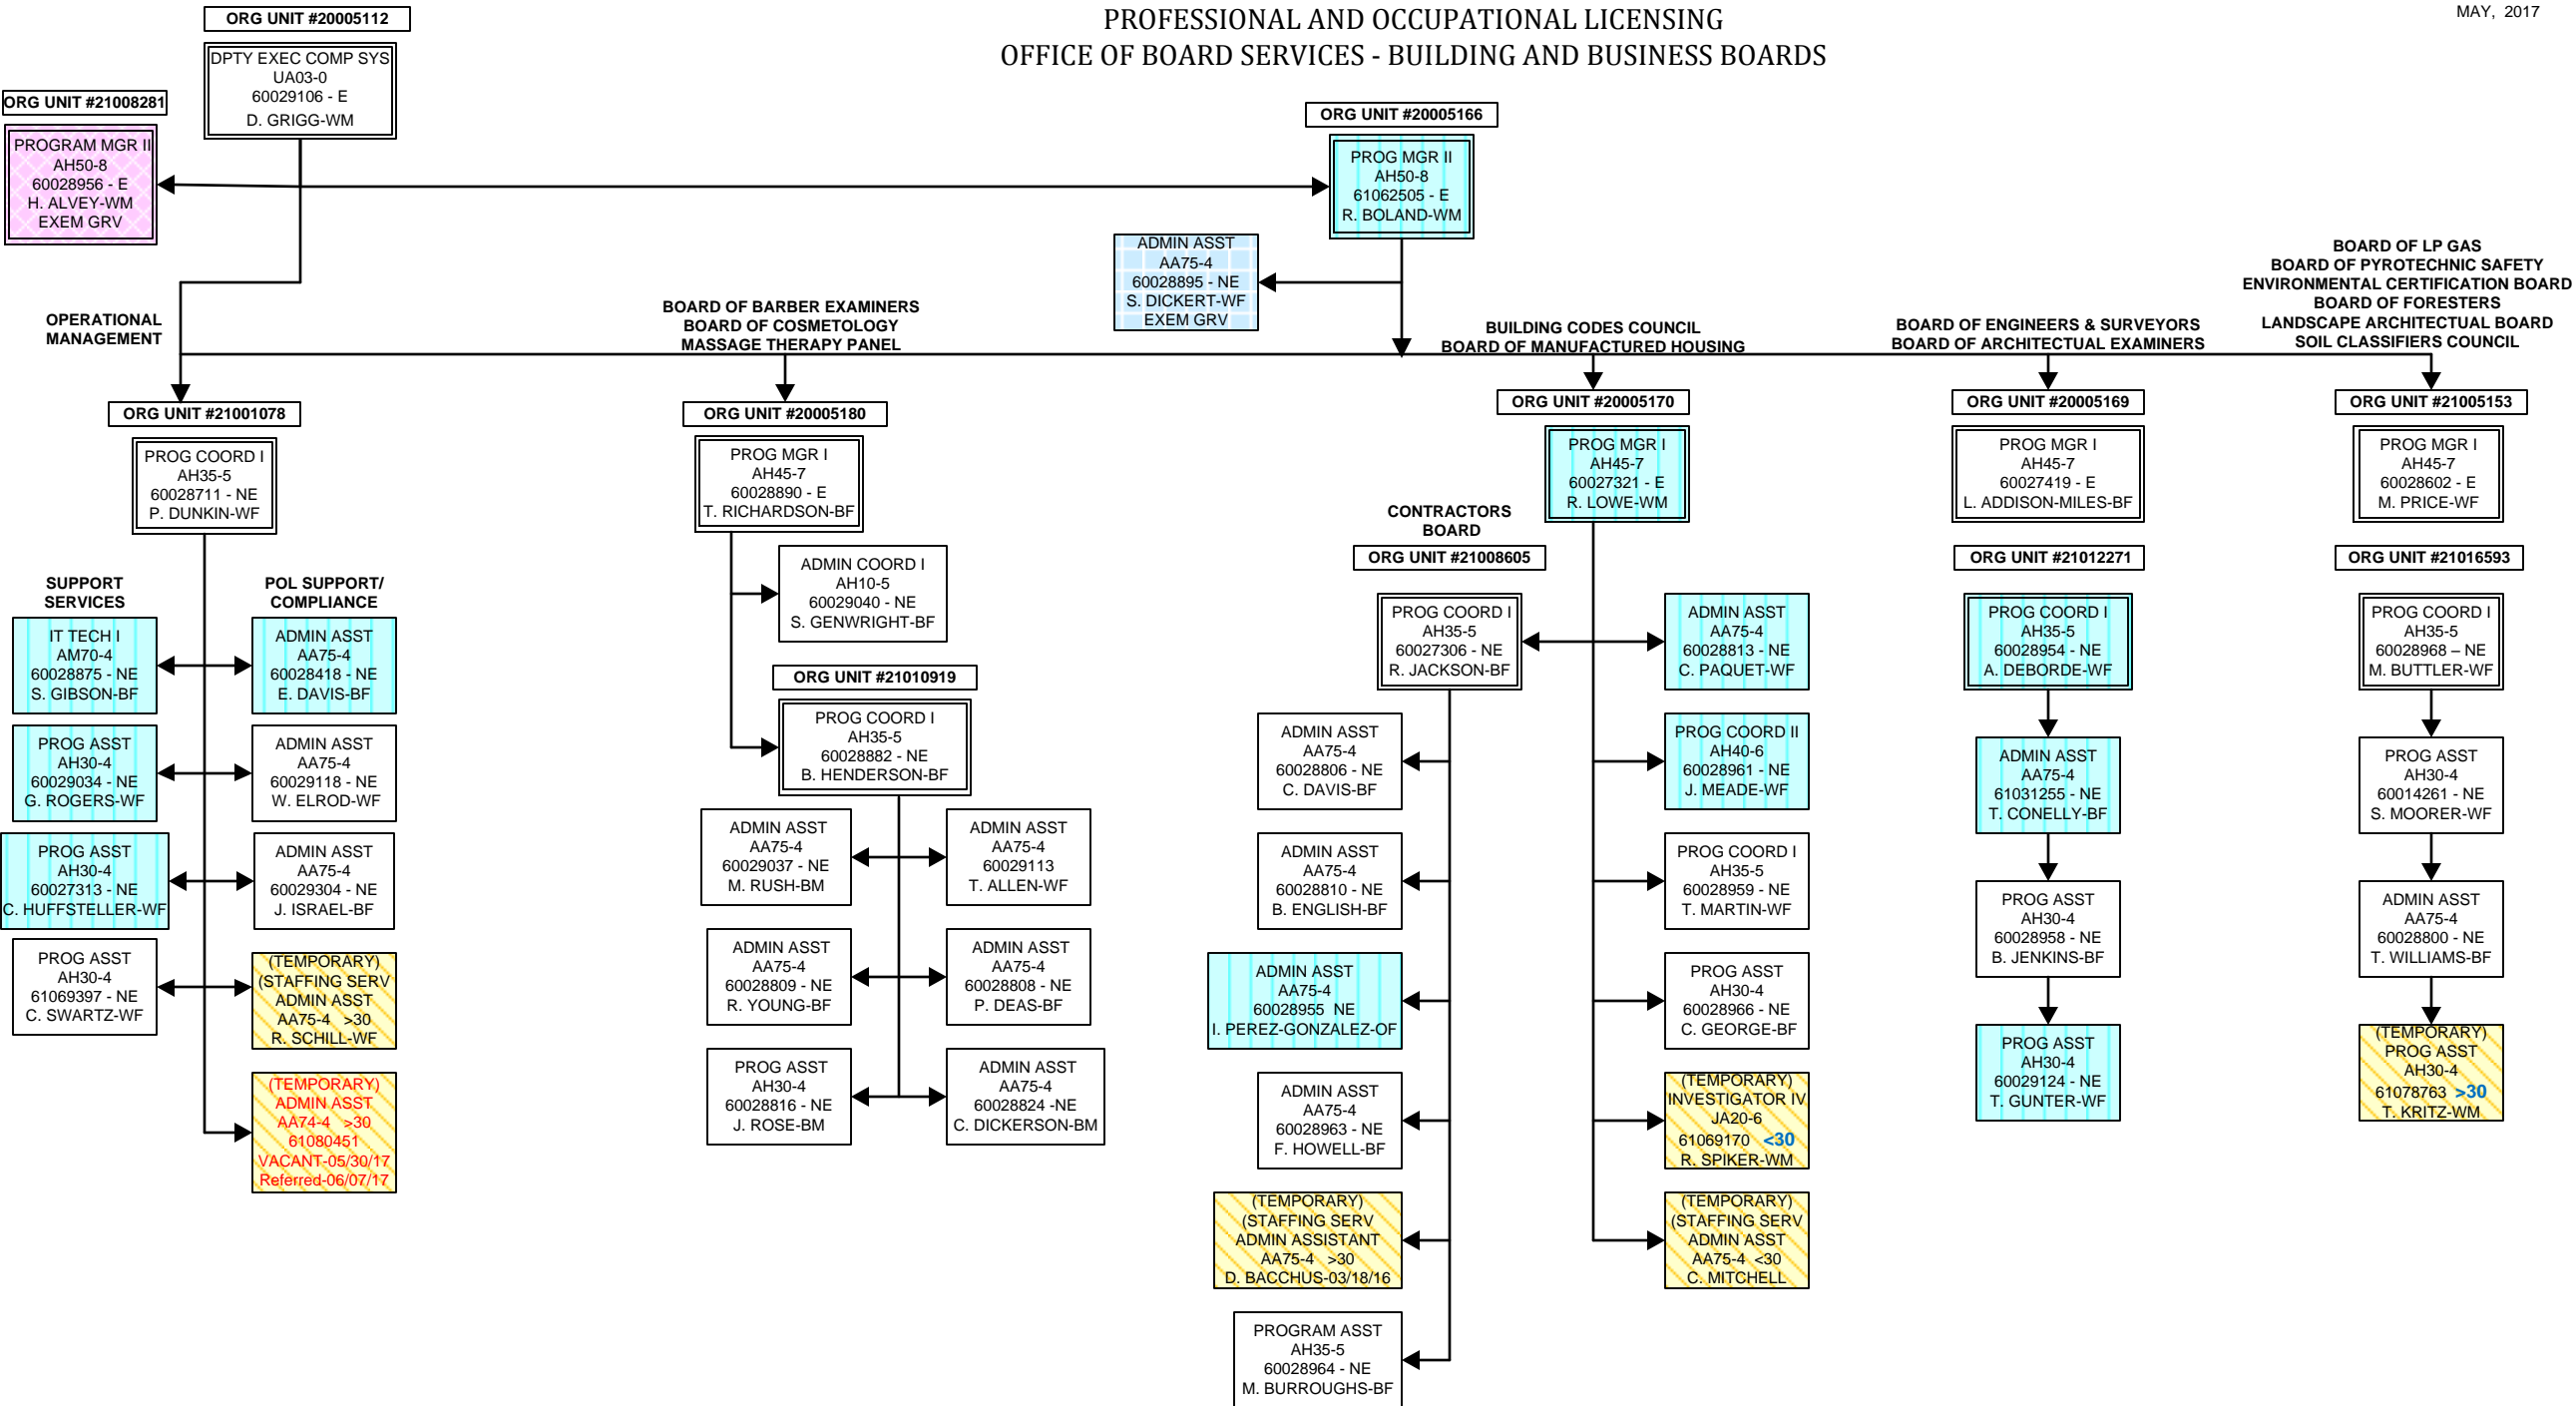 PROFESSIONAL AND OCCUPATIONAL LICENSING
OFFICE OF BOARD SERVICES - BUILDING AND BUSINESS BOARDS
MAY, 2017
ORG UNIT #20005112
DPTY EXEC COMP SYS
UA03-0
60029106 - E
D. GRIGG-WM
ORG UNIT #21008281
PROGRAM MGR II
AH50-8
60028956 - E
H. ALVEY-WM
EXEM GRV
ORG UNIT #20005166
PROG MGR II
AH50-8
61062505 - E
R. BOLAND-WM
ADMIN ASST
AA75-4
60028895 - NE
S. DICKERT-WF
EXEM GRV
OPERATIONAL
MANAGEMENT
ORG UNIT #21001078
PROG COORD I
AH35-5
60028711 - NE
P. DUNKIN-WF
SUPPORT
SERVICES
IT TECH I
AM70-4
60028875 - NE
S. GIBSON-BF
PROG ASST
AH30-4
60029034 - NE
G. ROGERS-WF
PROG ASST
AH30-4
60027313 - NE
C. HUFFSTELLER-WF
PROG ASST
AH30-4
61069397 - NE
C. SWARTZ-WF
POL SUPPORT/
COMPLIANCE
ADMIN ASST
AA75-4
60028418 - NE
E. DAVIS-BF
ADMIN ASST
AA75-4
60029118 - NE
W. ELROD-WF
ADMIN ASST
AA75-4
60029304 - NE
J. ISRAEL-BF
(TEMPORARY)
(STAFFING SERV
ADMIN ASST
AA75-4 >30
R. SCHILL-WF
(TEMPORARY)
ADMIN ASST
AA74-4 >30
61080451
VACANT-05/30/17
Referred-06/07/17
BOARD OF BARBER EXAMINERS
BOARD OF COSMETOLOGY
MASSAGE THERAPY PANEL
ORG UNIT #20005180
PROG MGR I
AH45-7
60028890 - E
T. RICHARDSON-BF
ADMIN COORD I
AH10-5
60029040 - NE
S. GENWRIGHT-BF
ORG UNIT #21010919
PROG COORD I
AH35-5
60028882 - NE
B. HENDERSON-BF
ADMIN ASST
AA75-4
60029037 - NE
M. RUSH-BM
ADMIN ASST
AA75-4
60029113
T. ALLEN-WF
ADMIN ASST
AA75-4
60028809 - NE
R. YOUNG-BF
ADMIN ASST
AA75-4
60028808 - NE
P. DEAS-BF
PROG ASST
AH30-4
60028816 - NE
J. ROSE-BM
ADMIN ASST
AA75-4
60028824 -NE
C. DICKERSON-BM
BUILDING CODES COUNCIL
BOARD OF MANUFACTURED HOUSING
ORG UNIT #20005170
PROG MGR I
AH45-7
60027321 - E
R. LOWE-WM
CONTRACTORS
BOARD
ORG UNIT #21008605
PROG COORD I
AH35-5
60027306 - NE
R. JACKSON-BF
ADMIN ASST
AA75-4
60028806 - NE
C. DAVIS-BF
ADMIN ASST
AA75-4
60028810 - NE
B. ENGLISH-BF
ADMIN ASST
AA75-4
60028955 NE
I. PEREZ-GONZALEZ-OF
ADMIN ASST
AA75-4
60028963 - NE
F. HOWELL-BF
(TEMPORARY)
(STAFFING SERV
ADMIN ASSISTANT
AA75-4 >30
D. BACCHUS-03/18/16
PROGRAM ASST
AH35-5
60028964 - NE
M. BURROUGHS-BF
ADMIN ASST
AA75-4
60028813 - NE
C. PAQUET-WF
PROG COORD II
AH40-6
60028961 - NE
J. MEADE-WF
PROG COORD I
AH35-5
60028959 - NE
T. MARTIN-WF
PROG ASST
AH30-4
60028966 - NE
C. GEORGE-BF
(TEMPORARY)
INVESTIGATOR IV
JA20-6
61069170 <30
R. SPIKER-WM
(TEMPORARY)
(STAFFING SERV
ADMIN ASST
AA75-4 <30
C. MITCHELL
BOARD OF ENGINEERS & SURVEYORS
BOARD OF ARCHITECTUAL EXAMINERS
ORG UNIT #20005169
PROG MGR I
AH45-7
60027419 - E
L. ADDISON-MILES-BF
ORG UNIT #21012271
PROG COORD I
AH35-5
60028954 - NE
A. DEBORDE-WF
ADMIN ASST
AA75-4
61031255 - NE
T. CONELLY-BF
PROG ASST
AH30-4
60028958 - NE
B. JENKINS-BF
PROG ASST
AH30-4
60029124 - NE
T. GUNTER-WF
BOARD OF LP GAS
BOARD OF PYROTECHNIC SAFETY
ENVIRONMENTAL CERTIFICATION BOARD
BOARD OF FORESTERS
LANDSCAPE ARCHITECTUAL BOARD
SOIL CLASSIFIERS COUNCIL
ORG UNIT #21005153
PROG MGR I
AH45-7
60028602 - E
M. PRICE-WF
ORG UNIT #21016593
PROG COORD I
AH35-5
60028968 – NE
M. BUTTLER-WF
PROG ASST
AH30-4
60014261 - NE
S. MOORER-WF
ADMIN ASST
AA75-4
60028800 - NE
T. WILLIAMS-BF
(TEMPORARY)
PROG ASST
AH30-4
61078763 >30
T. KRITZ-WM